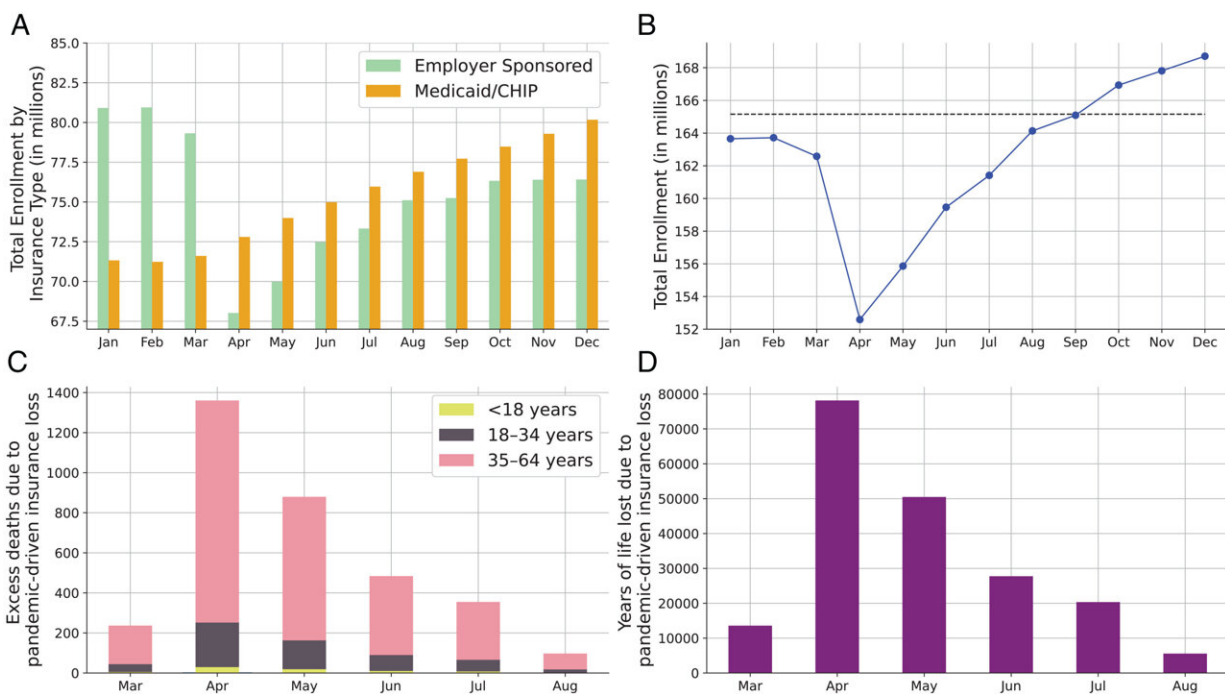 A
Total Enrollment by
Insurance Type (in millions)
85.0
82.5
80.0
77.5
75.0
72.5
70.0
67.5
Employer Sponsored
Medicaid/CHIP
Jan Feb Mar Apr May Jun Jul Aug Sep Oct Nov Dec
B
Total Enrollment (in millions)
168
166
164
162
160
158
156
154
152
Jan Feb Mar Apr May Jun Jul Aug Sep Oct Nov Dec
C
Excess deaths due to
pandemic-driven insurance loss
1400
1200
1000
800
600
400
200
0
<18 years
18–34 years
35–64 years
Mar Apr May Jun Jul Aug
D
Years of life lost due to
pandemic-driven insurance loss
80000
70000
60000
50000
40000
30000
20000
10000
0
Mar Apr May Jun Jul Aug